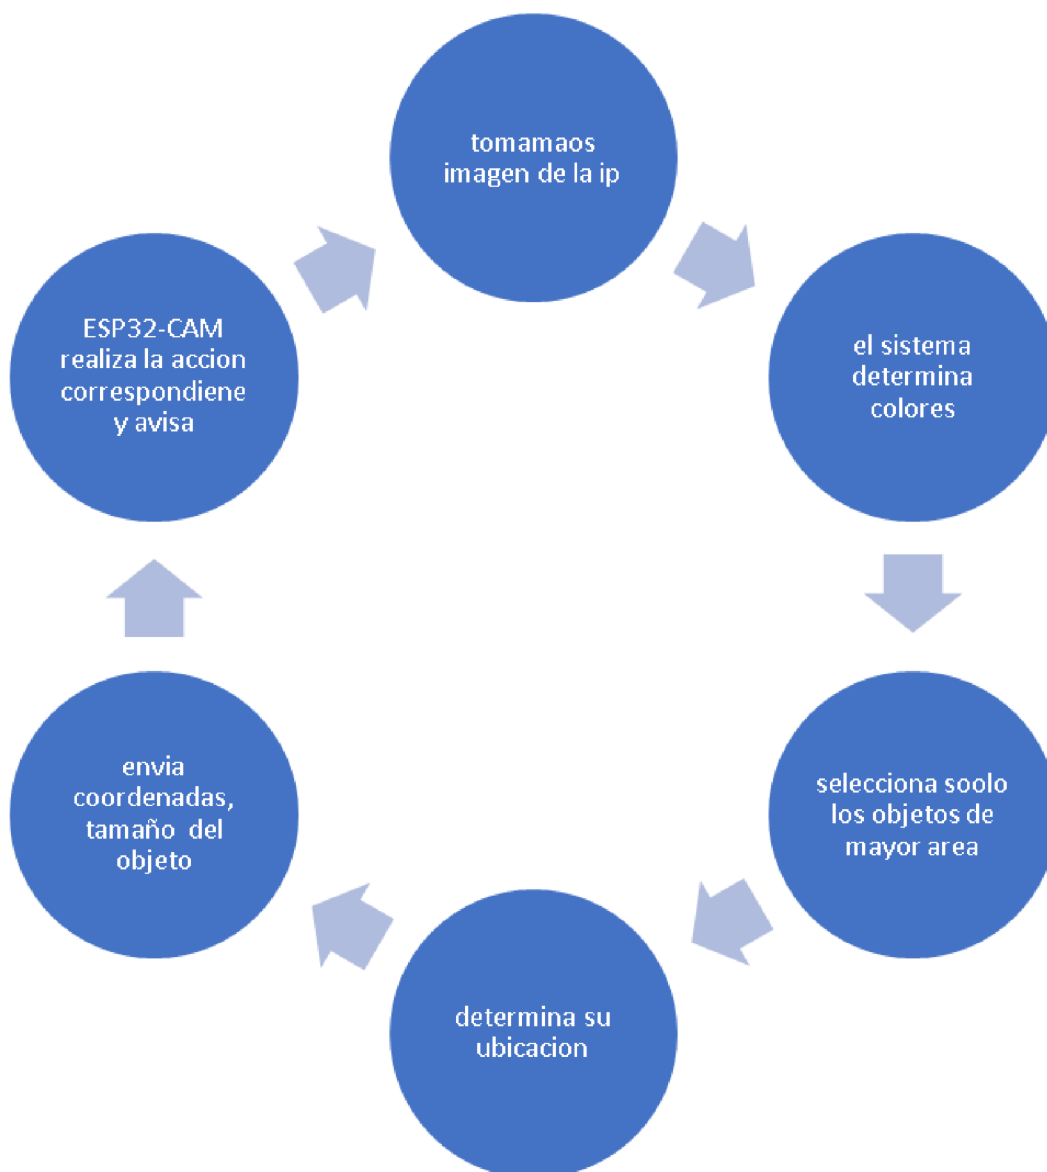 tomamaos
imagen de la ip
el sistema
determina
colores
selecciona soolo
los objetos de
mayor area
determina su
ubicacion
envia
coordenadas,
tamaño del
objeto
ESP32-CAM
realiza la accion
correspondiene
y avisa